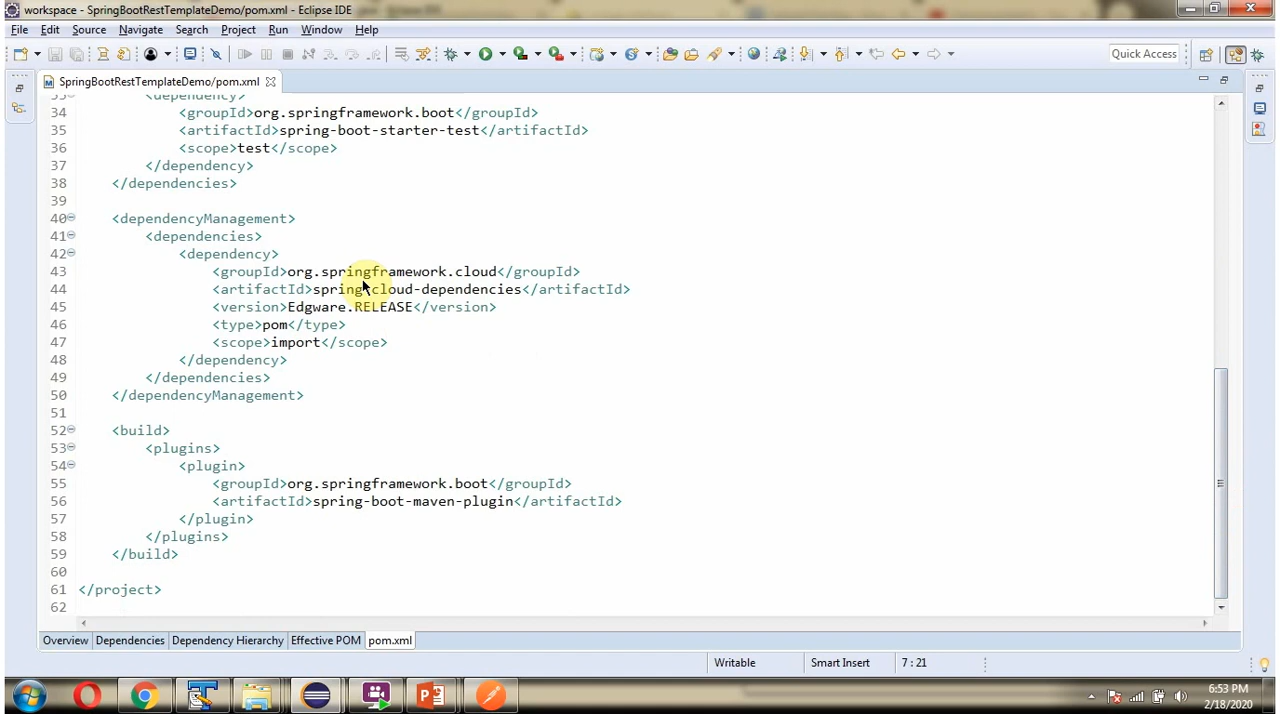 workspace - SpringBootRestTemplateDemo/pom.xml - Eclipse IDE
File Edit Source Navigate Search Project Run Window Help
Quick Access
SpringBootRestTemplateDemo/pom.xml
33 <dependency>
34 <groupId>org.springframework.boot</groupId>
35 <artifactId>spring-boot-starter-test</artifactId>
36 <scope>test</scope>
37 </dependency>
38 </dependencies>
39
40 <dependencyManagement>
41 <dependencies>
42 <dependency>
43 <groupId>org.springframework.cloud</groupId>
44 <artifactId>spring-cloud-dependencies</artifactId>
45 <version>Edgware.RELEASE</version>
46 <type>pom</type>
47 <scope>import</scope>
48 </dependency>
49 </dependencies>
50 </dependencyManagement>
51
52 <build>
53 <plugins>
54 <plugin>
55 <groupId>org.springframework.boot</groupId>
56 <artifactId>spring-boot-maven-plugin</artifactId>
57 </plugin>
58 </plugins>
59 </build>
60
61 </project>
62
Overview Dependencies Dependency Hierarchy Effective POM pom.xml
Writable Smart Insert 7 : 21
6:53 PM
2/18/2020